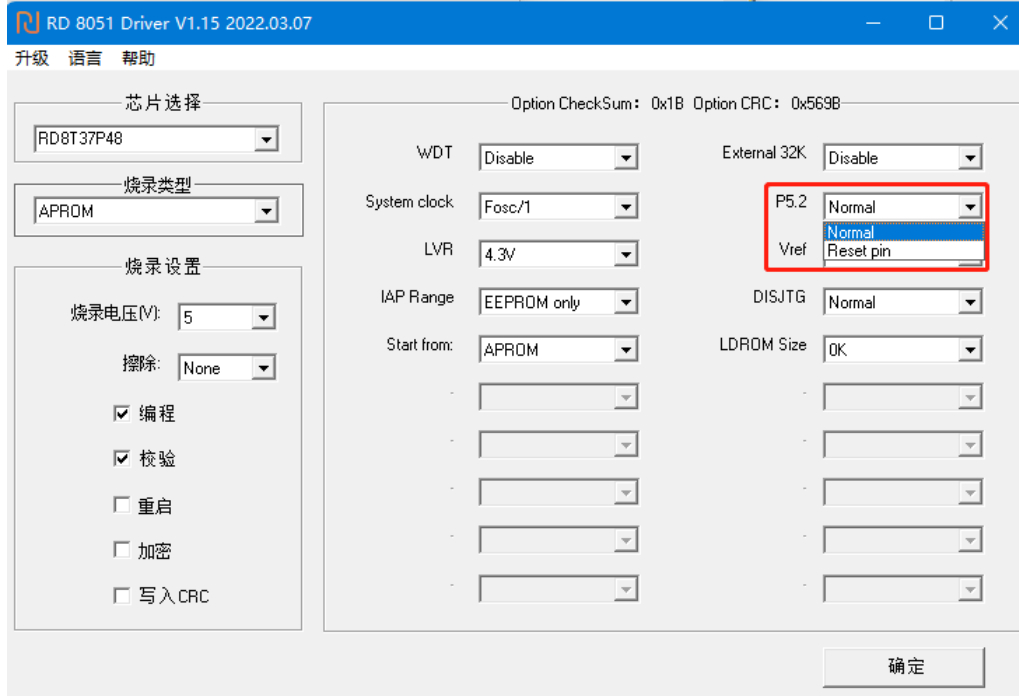 RD 8051 Driver V1.15 2022.03.07
升级 语言 帮助
芯片选择
RD8T37P48
烧录类型
APROM
烧录设置
烧录电压(V): 5
擦除: None
编程
校验
重启
加密
写入CRC
Option CheckSum: 0x1B Option CRC: 0x569B
WDT Disable External 32K Disable
System clock Fosc/1 P5.2 Normal
Normal
LVR 4.3V Vref Reset pin
IAP Range EEPROM only DISJTG Normal
Start from: APROM LDROM Size 0K
- -
- -
- -
- -
- -
确定